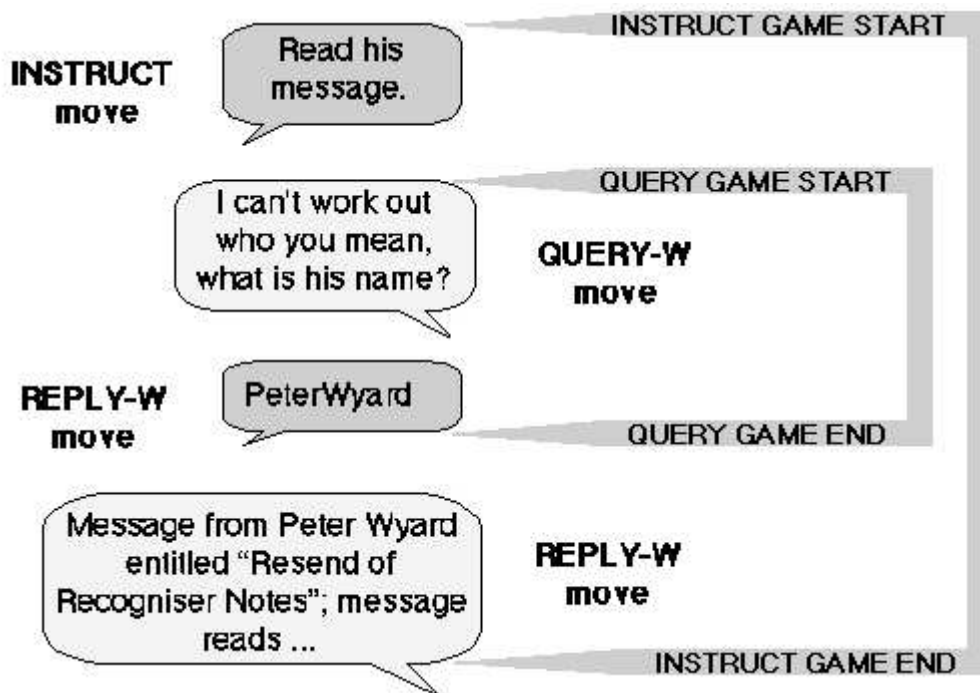 INSTRUCT GAME START
INSTRUCT
move
Read his
message.
QUERY GAME START
I can't work out
who you mean,
what is his name?
QUERY-W
move
REPLY-W
move
PeterWyard
QUERY GAME END
Message from Peter Wyard
entitled “Resend of
Recogniser Notes”; message
reads ...
REPLY-W
move
INSTRUCT GAME END